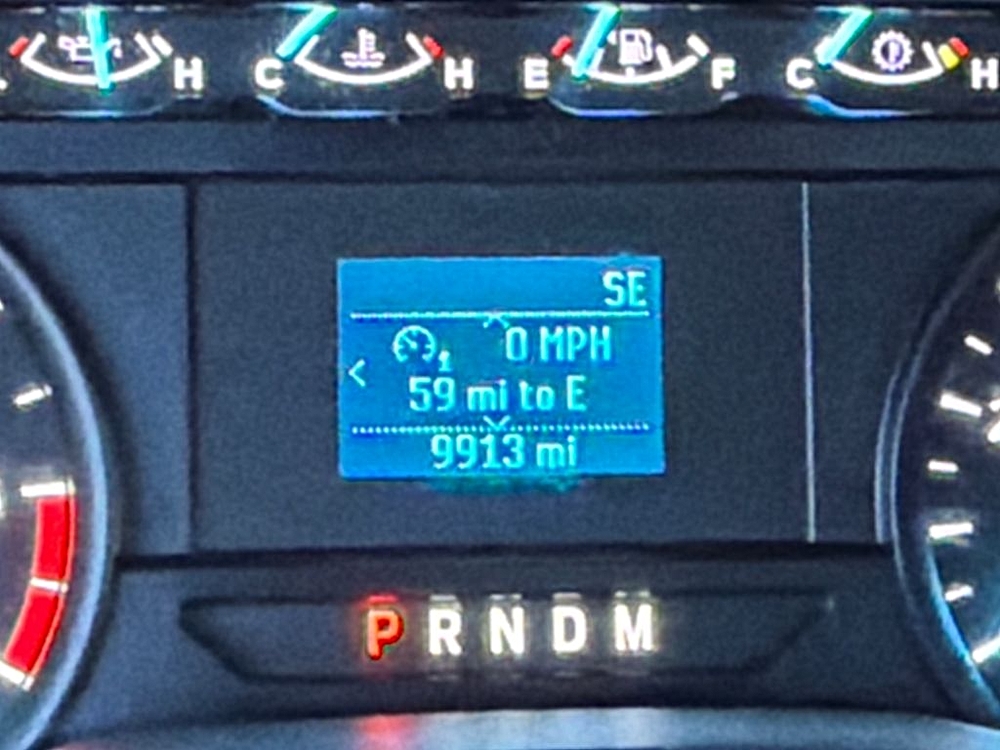 H C H E F C H
SE
0 MPH
59 mi to E
9913 mi
P R N D M